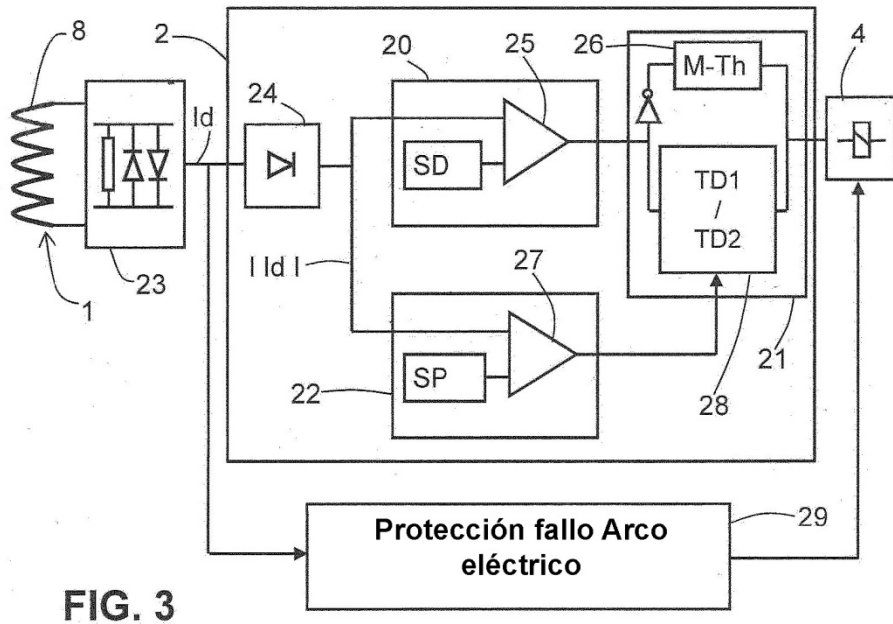 8
2
20
25
26
M-Th
4
24
Id
SD
TD1
/
TD2
I Id I
27
1
23
SP
22
28
21
Protección fallo Arco
eléctrico
29
FIG. 3